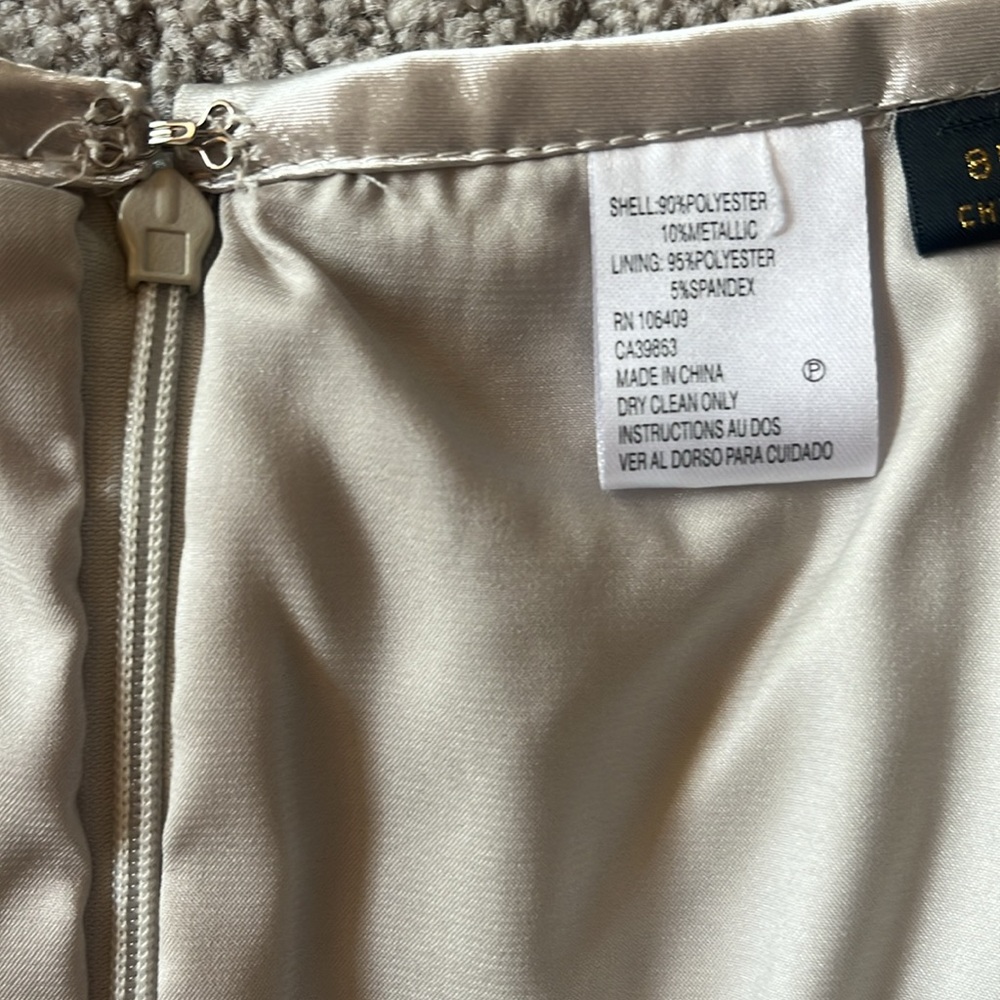 SHELL:90%POLYESTER
10%METALLIC
LINING: 95%POLYESTER
5%SPANDEX
RN 106409
CA39863
MADE IN CHINA
Ⓟ
DRY CLEAN ONLY
INSTRUCTIONS AU DOS
VER AL DORSO PARA CUIDADO